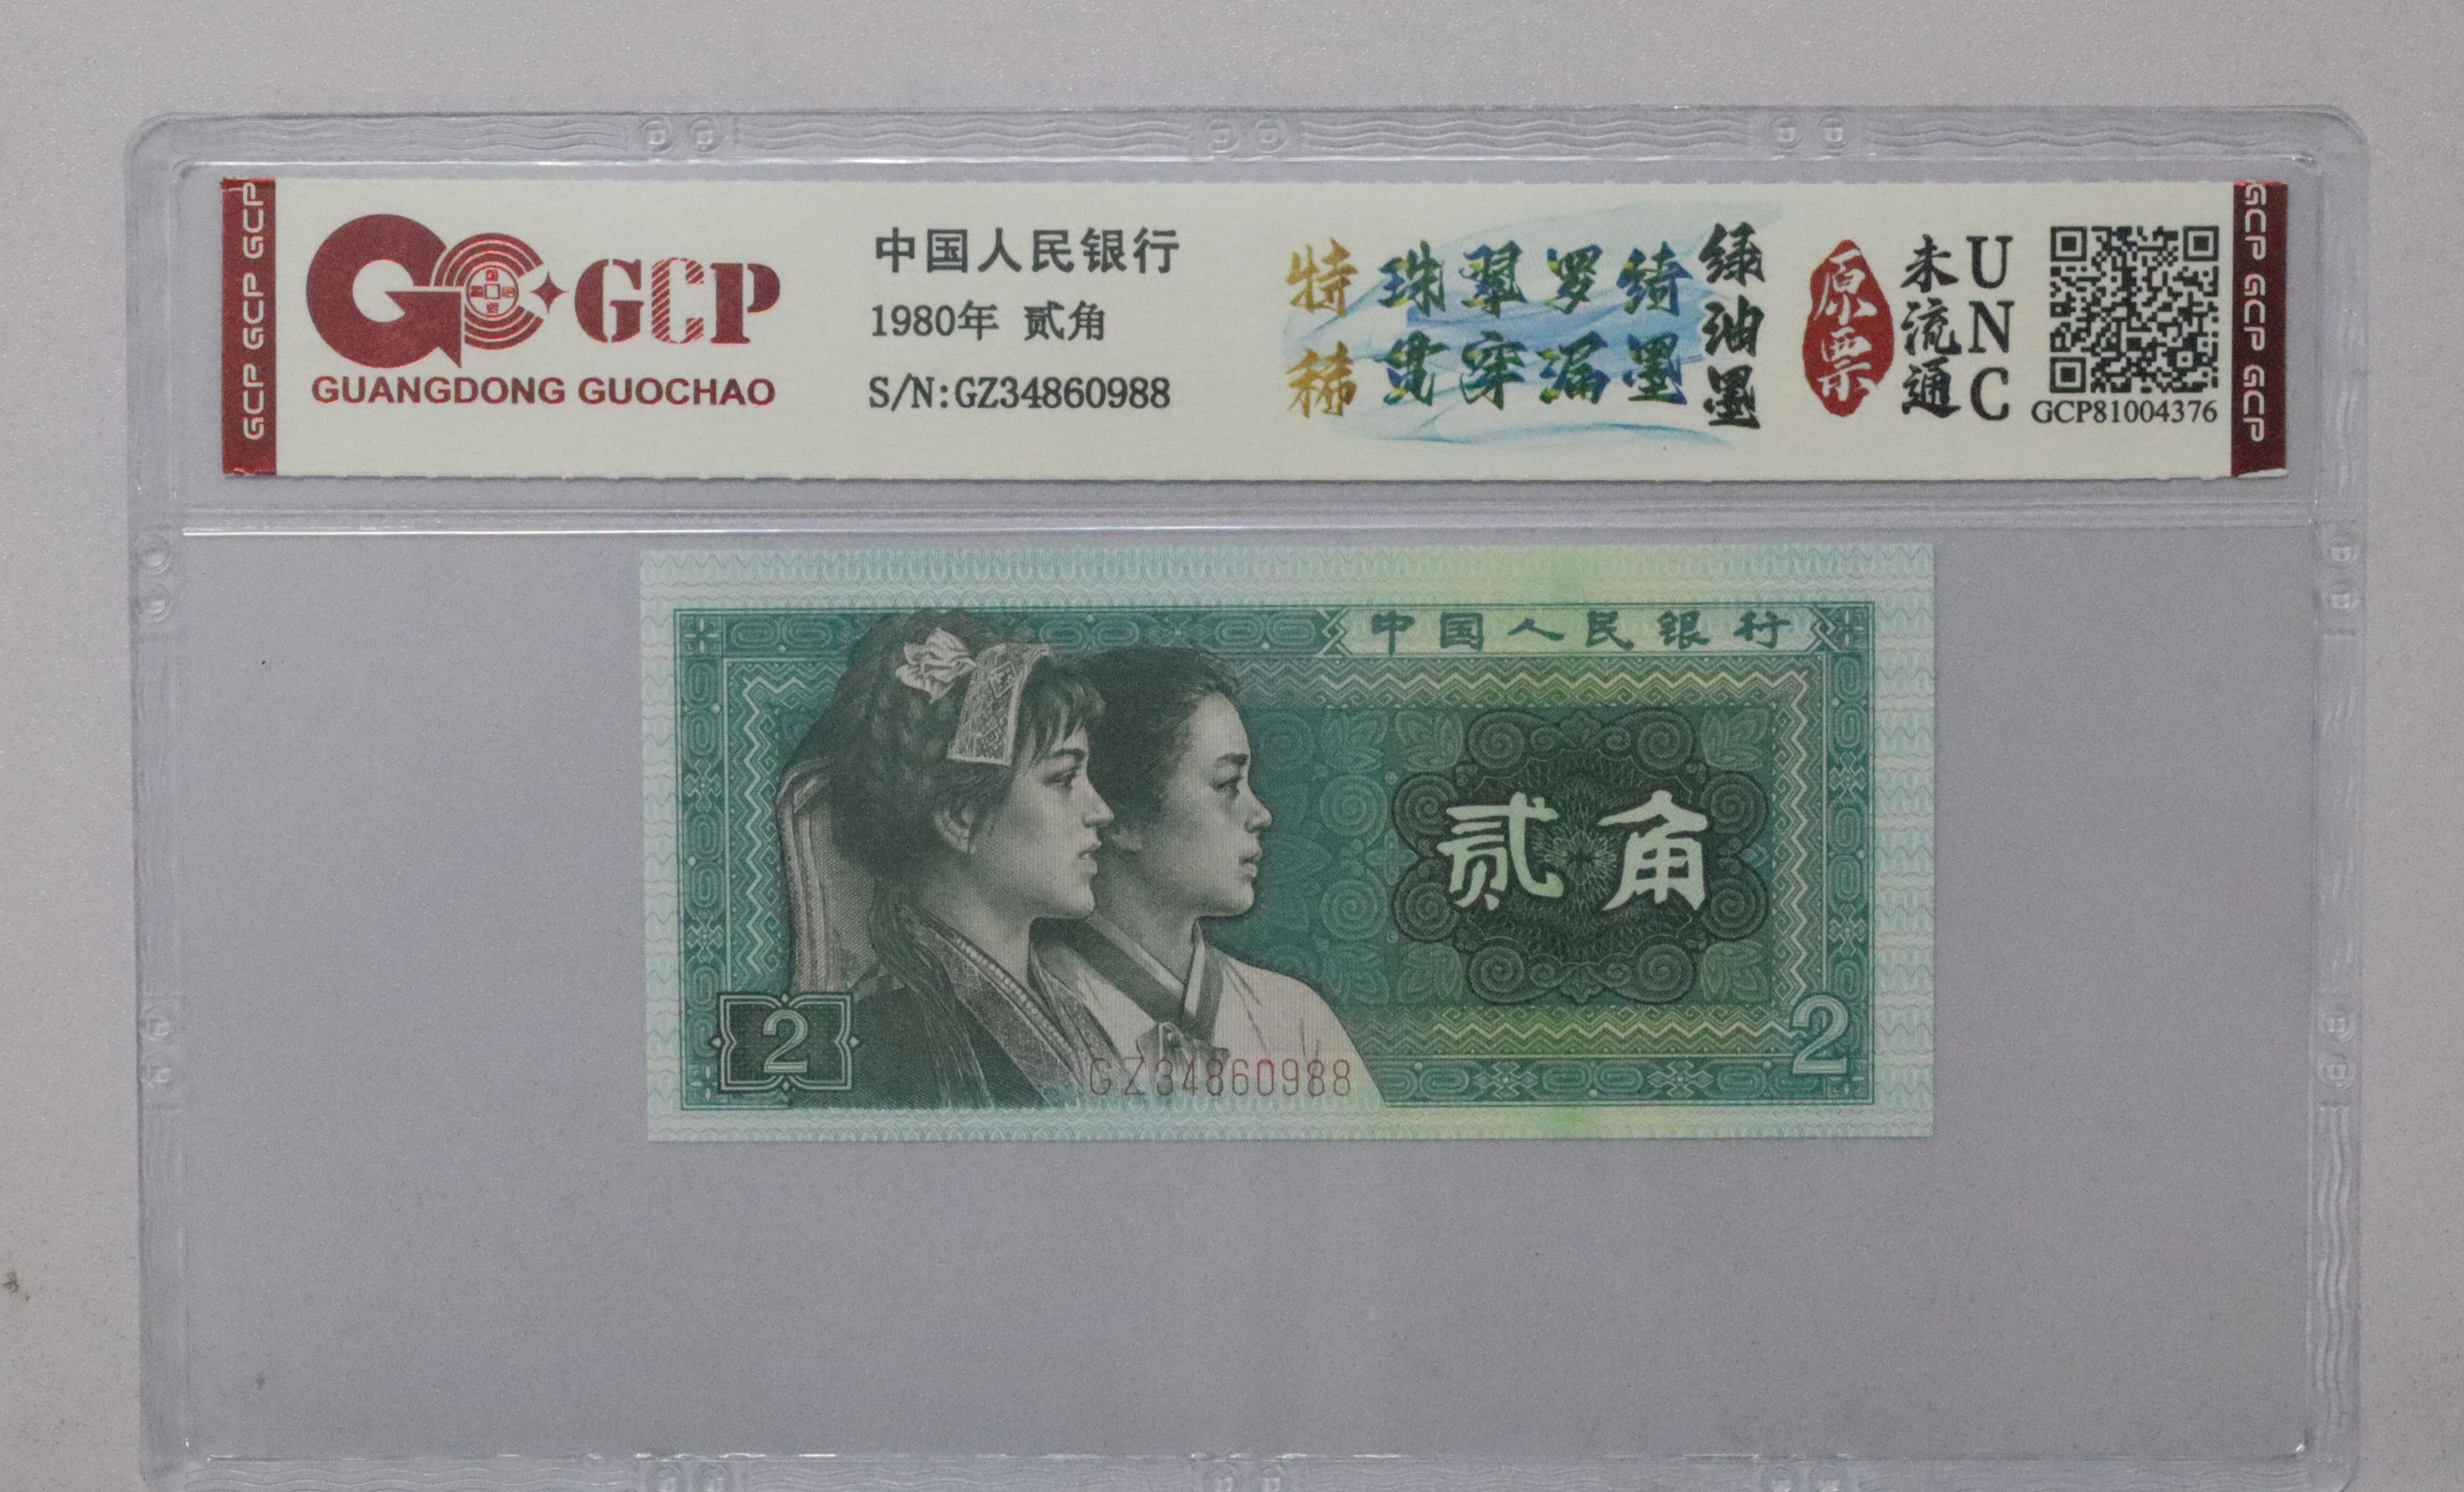 GCP GCP GCP
GCP
GUANGDONG GUOCHAO
中国人民银行
1980年 贰角
S/N:GZ34860988
特稀
珠翠罗绮
贯穿漏墨
绿油墨
原票
未流通
UNC
GCP81004376
GCP GCP GCP
中国人民银行
贰角
2
2
GZ34860988